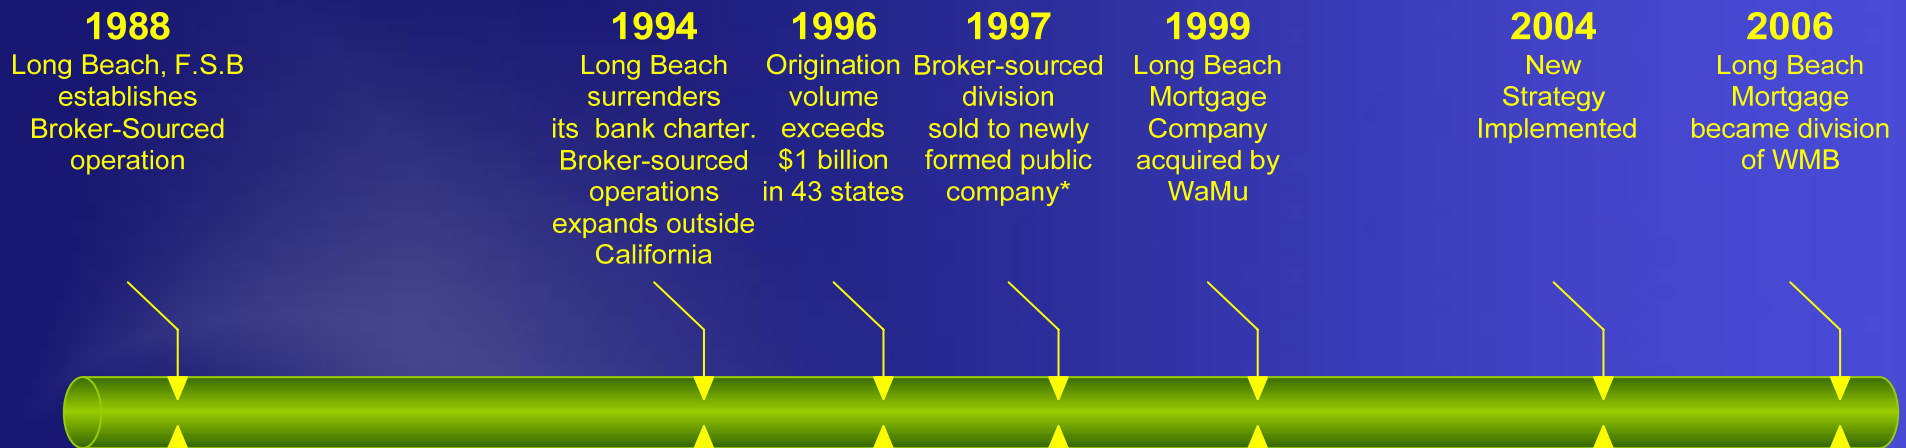 1988
Long Beach, F.S.B
establishes
Broker-Sourced
operation
1994
Long Beach
surrenders
its bank charter.
Broker-sourced
operations
expands outside
California
1996
Origination
volume
exceeds
$1 billion
in 43 states
1997
Broker-sourced
division
sold to newly
formed public
company*
1999
Long Beach
Mortgage
Company
acquired by
WaMu
2004
New
Strategy
Implemented
2006
Long Beach
Mortgage
became division
of WMB